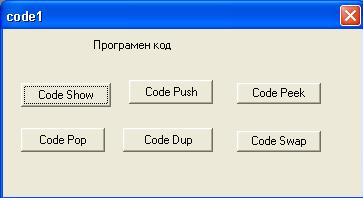 code1
Програмен код
Code Show
Code Push
Code Peek
Code Pop
Code Dup
Code Swap